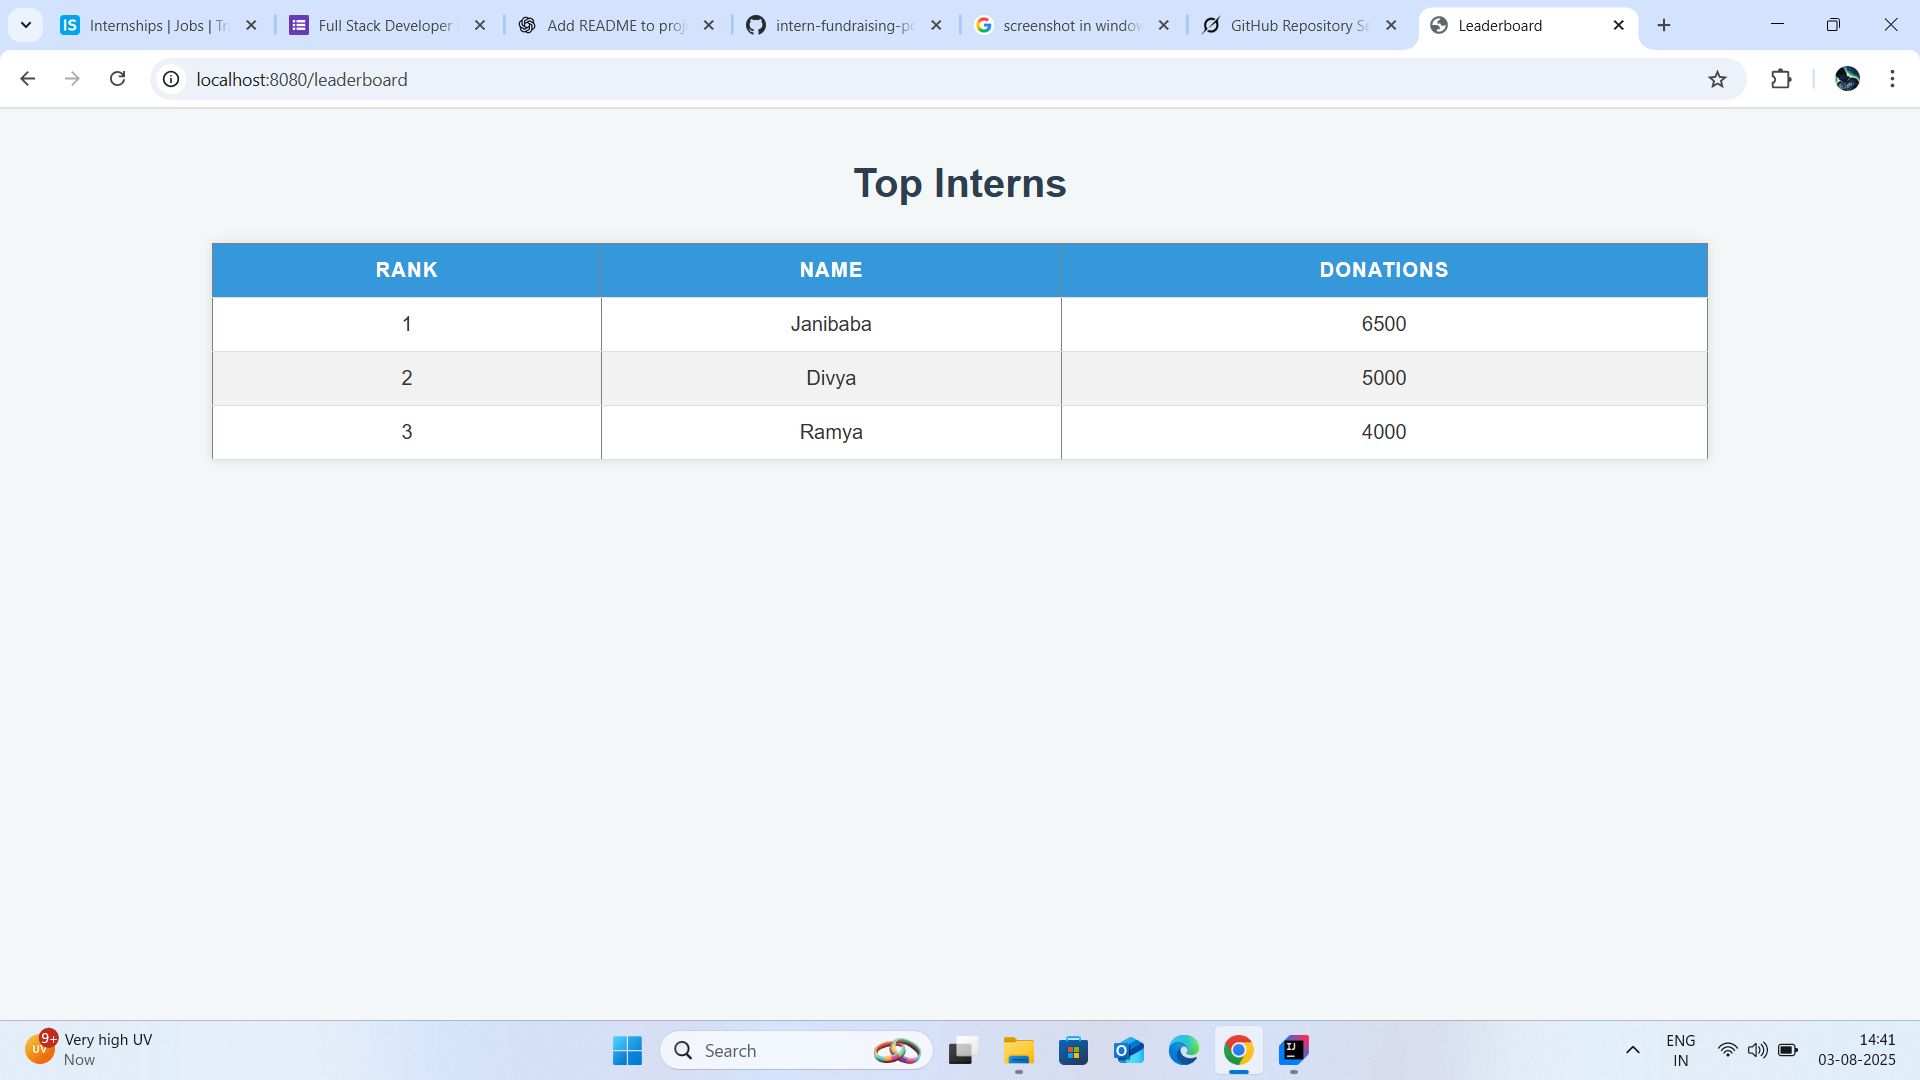 Internships | Jobs | Tr
Full Stack Developer
Add README to proj
intern-fundraising-po
screenshot in window
GitHub Repository Se
Leaderboard
localhost:8080/leaderboard
Top Interns
RANK NAME DONATIONS
1 Janibaba 6500
2 Divya 5000
3 Ramya 4000
9+ Very high UV
UV Now
Search
ENG
IN
14:41
03-08-2025